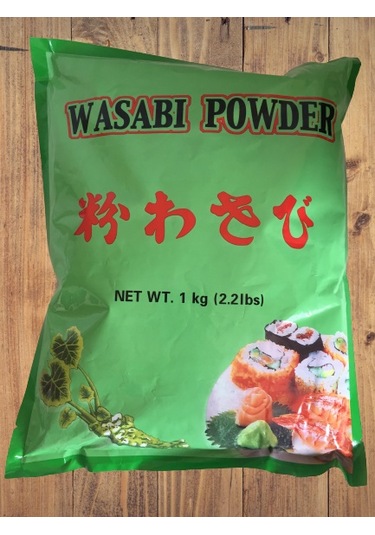 WASABI POWDER
粉わさび
NET WT. 1 kg (2.2lbs)